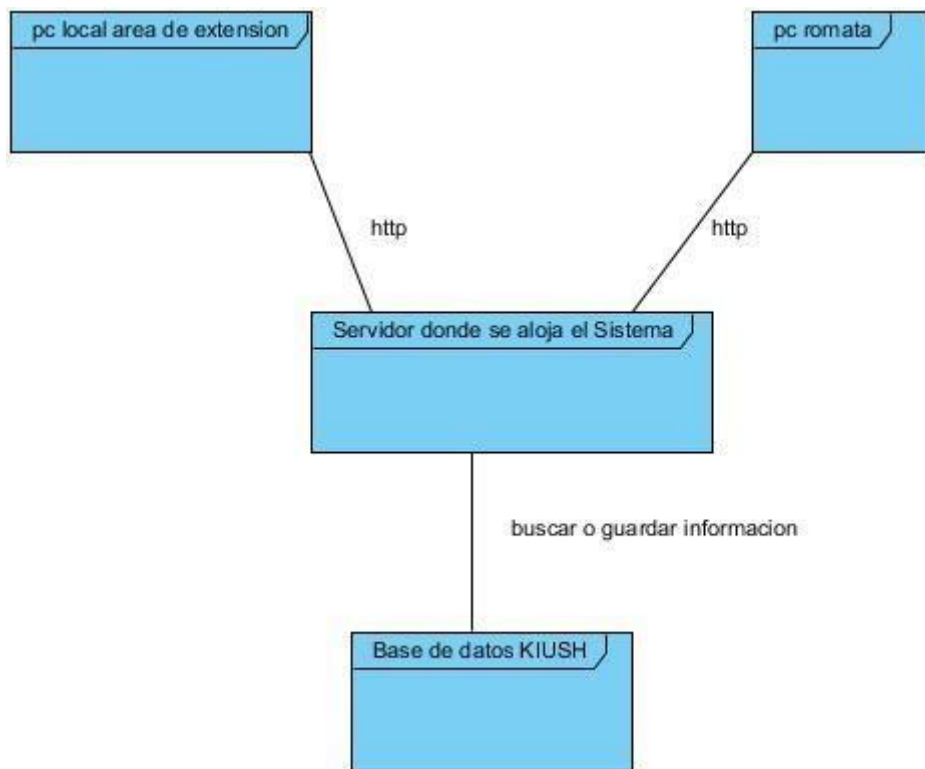 pc local area de extension
pc romata
http
http
Servidor donde se aloja el Sistema
buscar o guardar informacion
Base de datos KIUSH